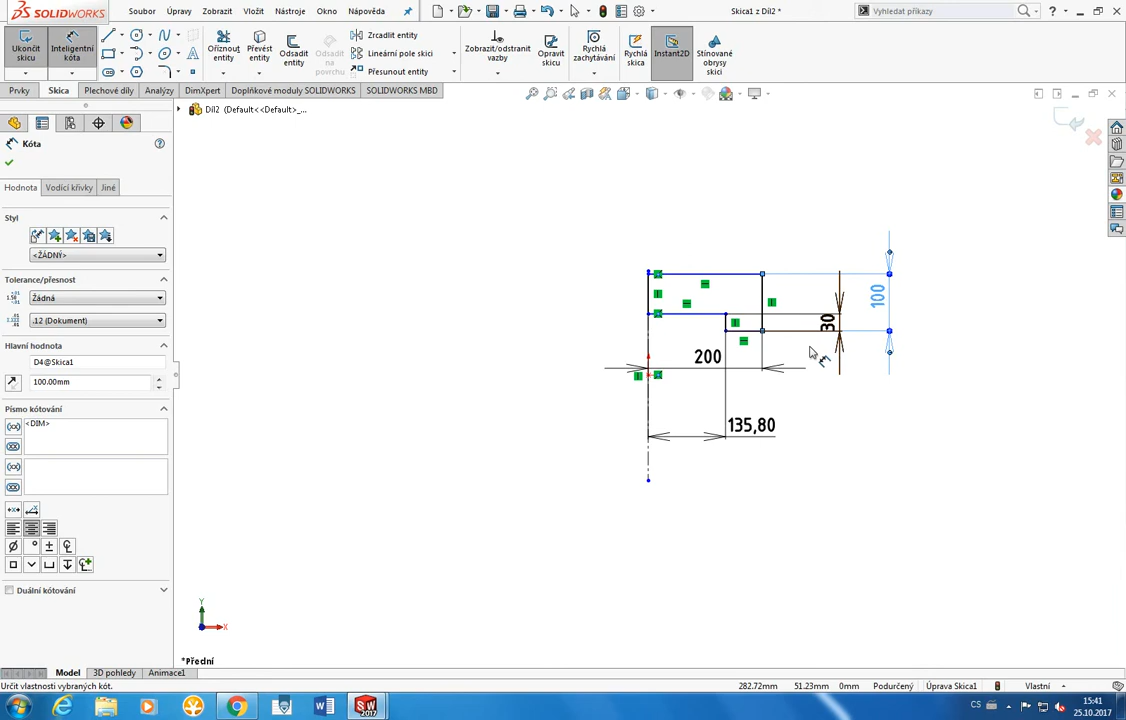 SOLIDWORKS
Soubor
Úpravy
Zobrazit
Vložit
Nástroje
Okno
Nápověda
Skica1 z Díl2 *
Vyhledat příkazy
Ukončit skicu
Inteligentní kóta
Oříznout entity
Převést entity
Odsadit entity
Odsadit na povrchu
Zrcadlit entity
Lineární pole skici
Přesunout entity
Zobrazit/odstranit vazby
Opravit skicu
Rychlá zachytávání
Rychlá skica
Instant2D
Stínované obrysy skici
Prvky
Skica
Plechové díly
Analýzy
DimXpert
Doplňkové moduly SOLIDWORKS
SOLIDWORKS MBD
Díl2 (Default<<Default>_...
Kóta
Hodnota
Vodící křivky
Jiné
Styl
<ŽÁDNÝ>
Tolerance/přesnost
Žádná
.12 (Dokument)
Hlavní hodnota
D4@Skica1
100.00mm
Písmo kótování
<DIM>
Duální kótování
100
30
200
135,80
Y
X
*Přední
Model
3D pohledy
Animace1
Určit vlastnosti vybraných kót.
282.72mm
51.23mm
0mm
Podurčený
Úprava Skica1
Vlastní
CS
15:41
25.10.2017